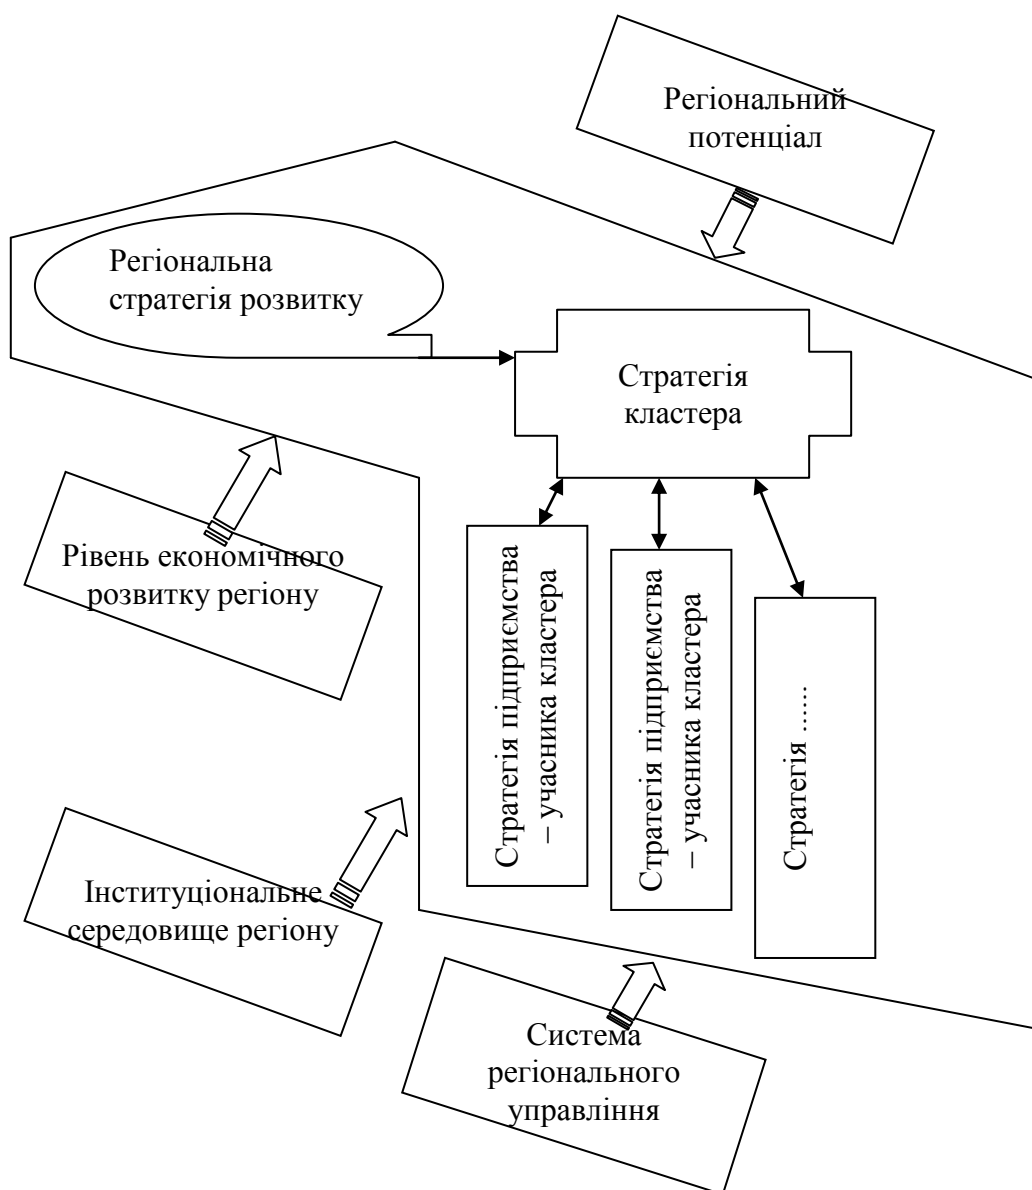 Регіональний
потенціал
Регіональна
стратегія розвитку
Стратегія
кластера
Рівень економічного
розвитку регіону
Стратегія підприємства
– учасника кластера
Стратегія підприємства
– учасника кластера
Стратегія ......
Інституціональне
середовище регіону
Система
регіонального
управління